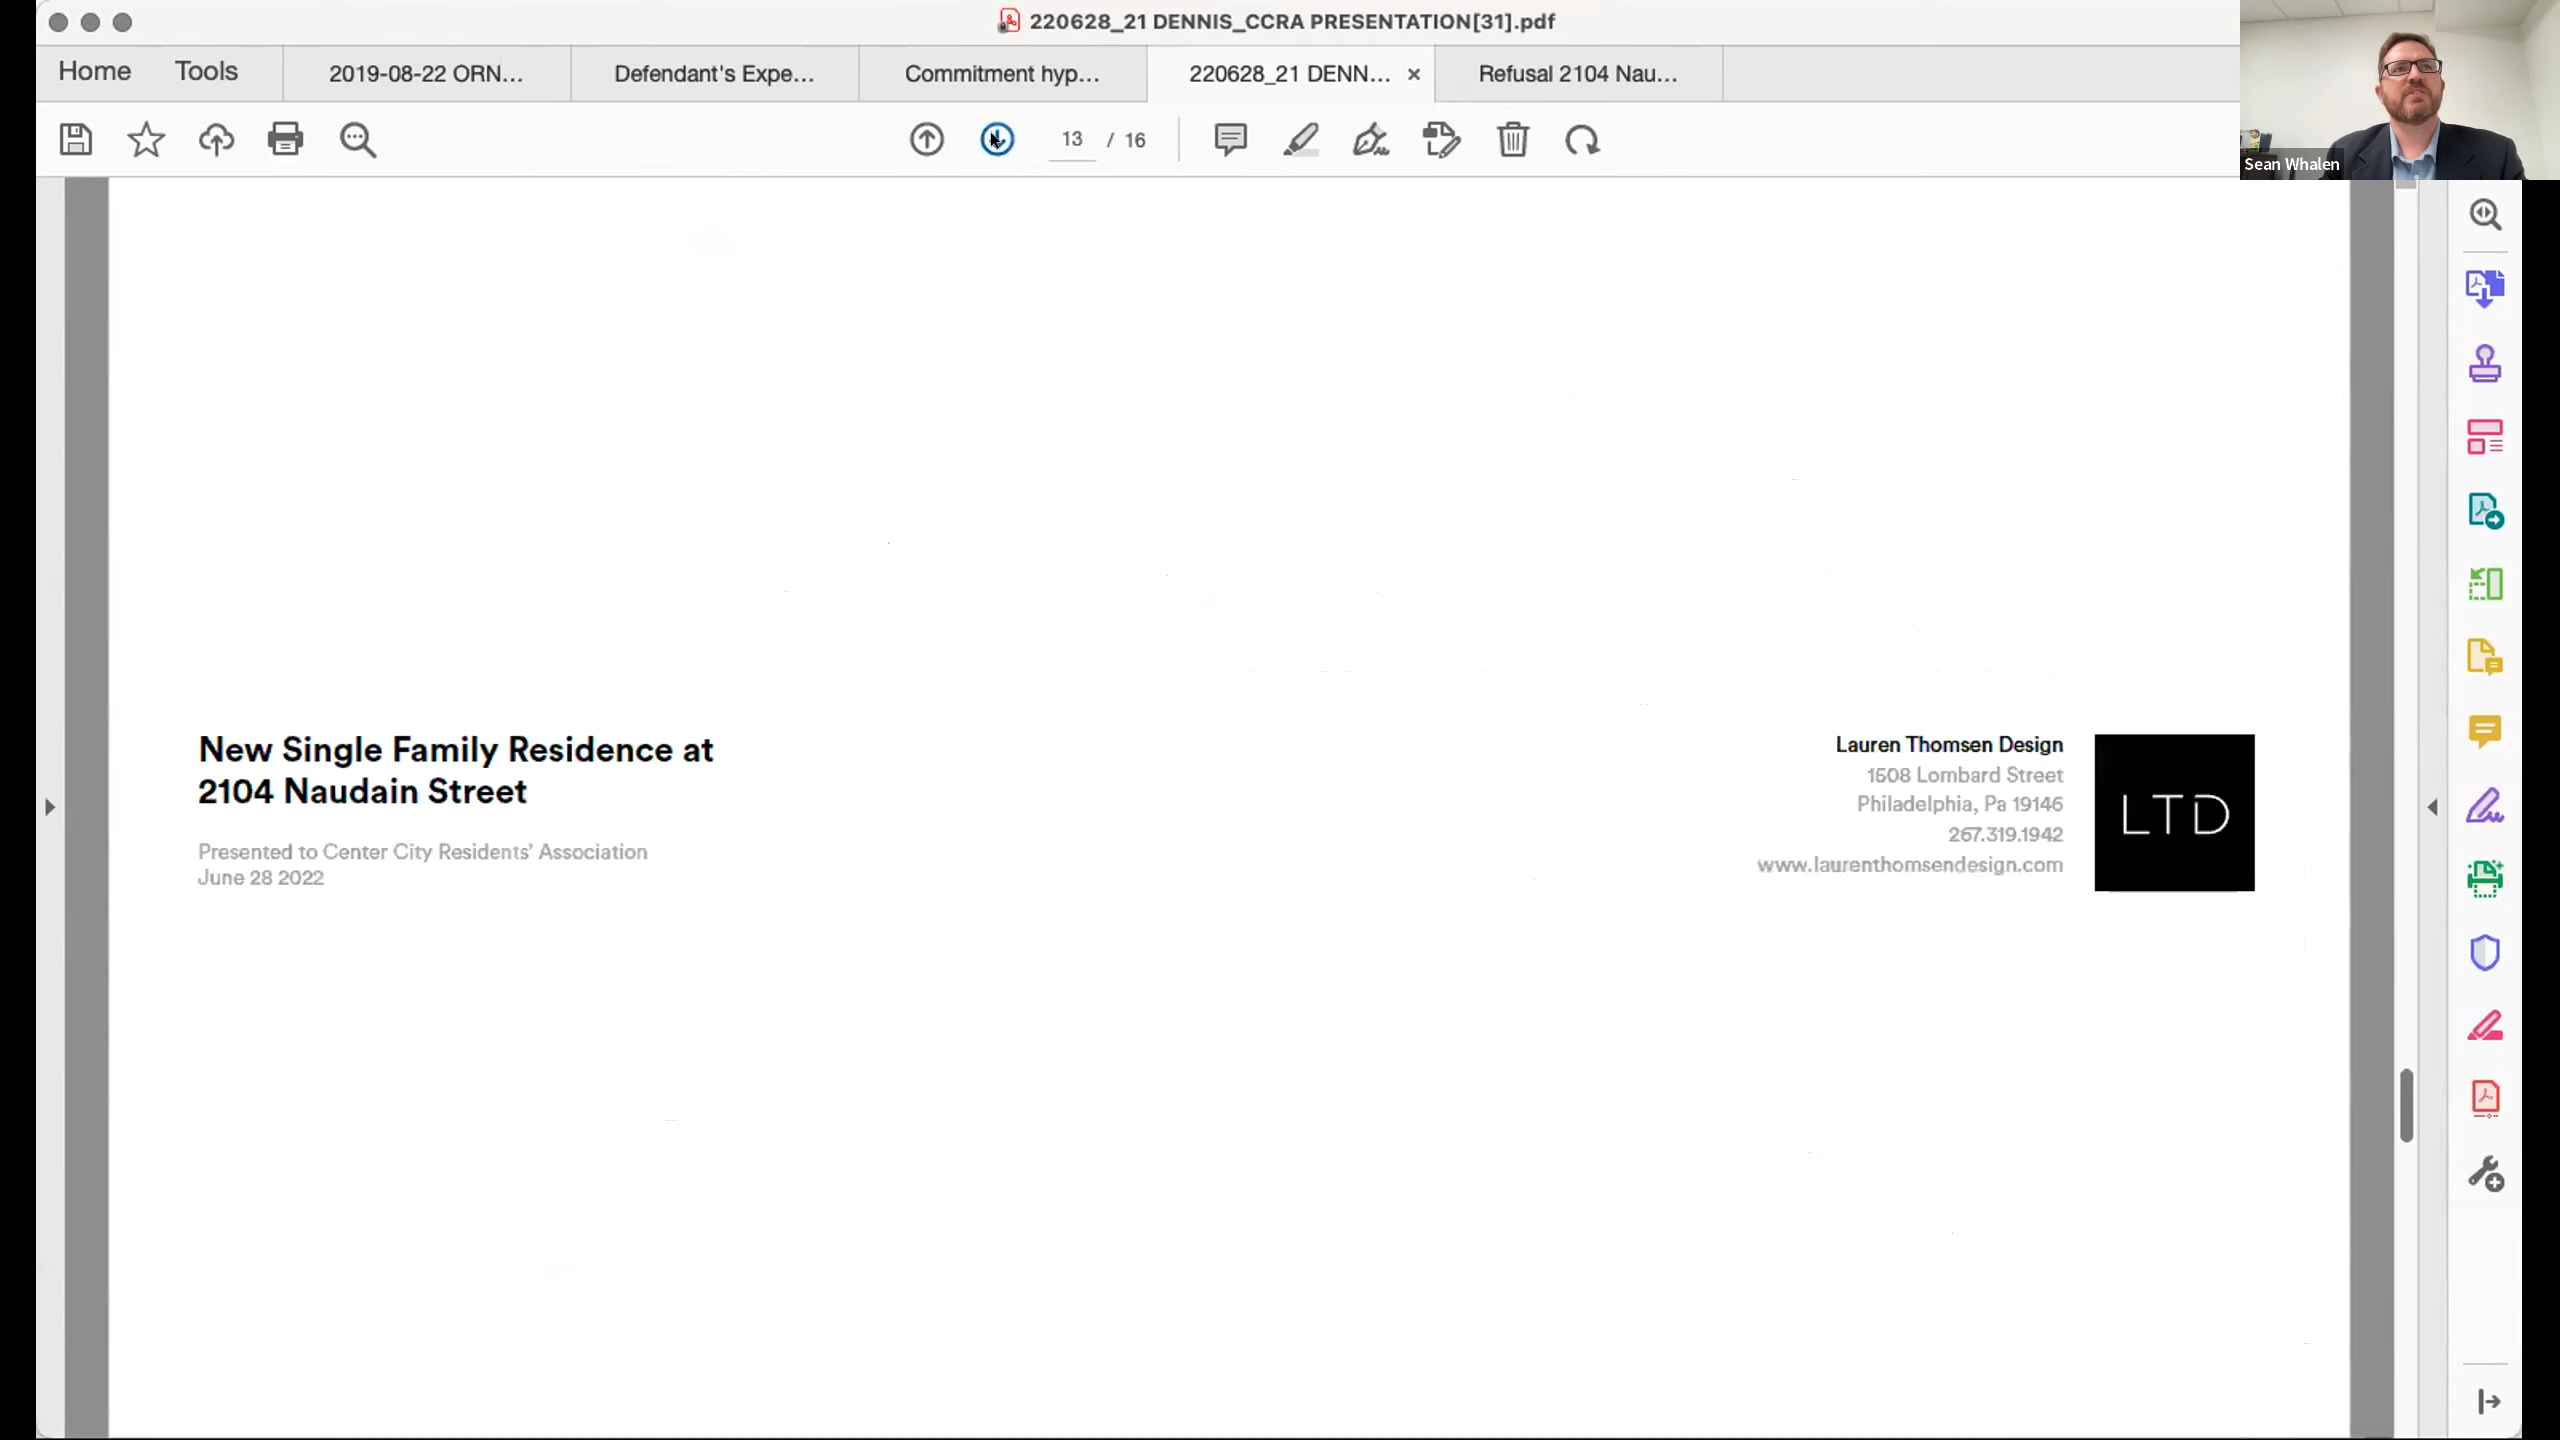 220628_21 DENNIS_CCRA PRESENTATION[31].pdf
Home
Tools
2019-08-22 ORN...
Defendant's Expe...
Commitment hyp...
220628_21 DENN...
Refusal 2104 Nau...
13 / 16
Sean Whalen
New Single Family Residence at
2104 Naudain Street
Presented to Center City Residents' Association
June 28 2022
Lauren Thomsen Design
1508 Lombard Street
Philadelphia, Pa 19146
267.319.1942
www.laurenthomsendesign.com
LTD